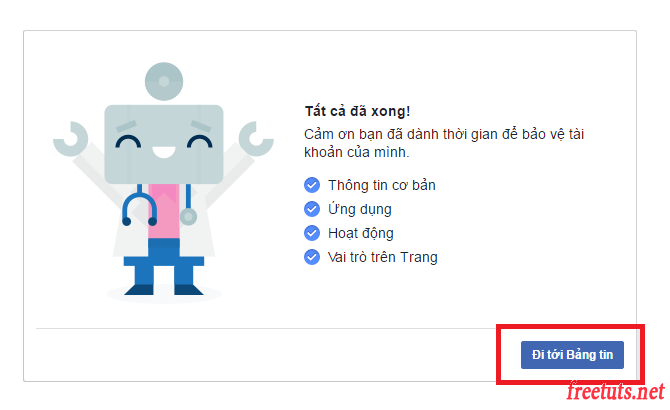 Tất cả đã xong!
Cảm ơn bạn đã dành thời gian để bảo vệ tài
khoản của mình.
Thông tin cơ bản
Ứng dụng
Hoạt động
Vai trò trên Trang
Đi tới Bảng tin
freetuts.net